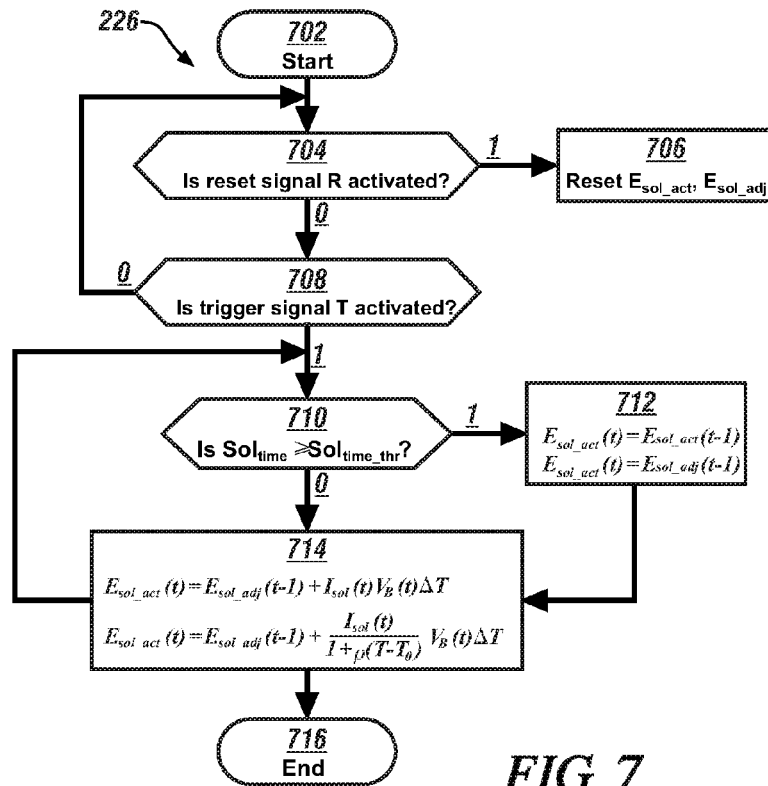 226
702
Start
704
Is reset signal R activated?
1
706
Reset E_sol_act, E_sol_adj
0
0
708
Is trigger signal T activated?
1
710
Is Sol_time ≥Sol_time_thr?
1
712
E_sol_act(t)=E_sol_act(t-1)
E_sol_act(t)=E_sol_adj(t-1)
0
714
E_sol_act(t)=E_sol_adj(t-1)+I_sol(t)V_B(t)ΔT
E_sol_act(t)=E_sol_adj(t-1)+ I_sol(t) / 1+β(T-T_0) V_B(t)ΔT
716
End
FIG 7